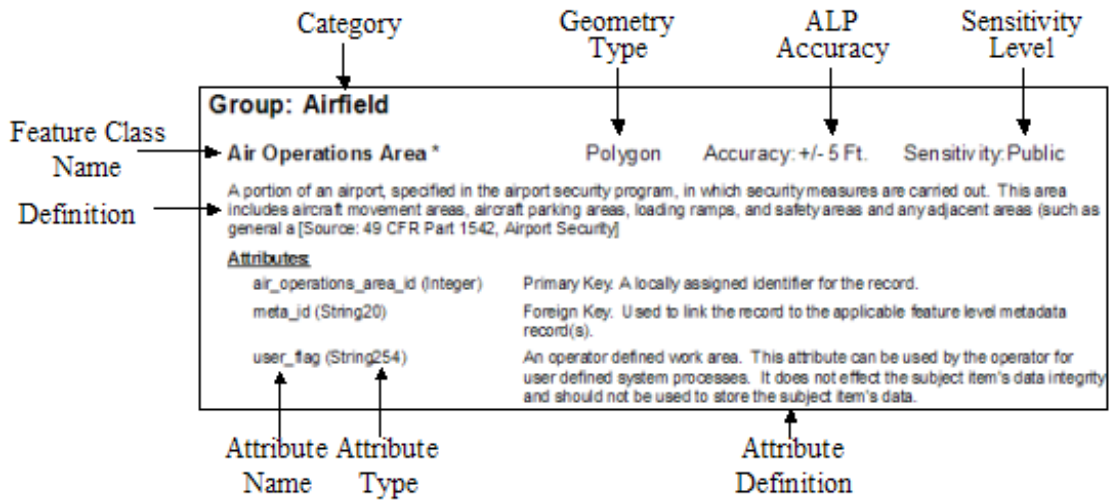 Category
Geometry
Type
ALP
Accuracy
Sensitivity
Level
Group: Airfield
Feature Class
Name
Air Operations Area * Polygon Accuracy: +/- 5 Ft. Sensitivity: Public
Definition
A portion of an airport, specified in the airport security program, in which security measures are carried out. This area
includes aircraft movement areas, aircraft parking areas, loading ramps, and safety areas and any adjacent areas (such as
general a [Source: 49 CFR Part 1542, Airport Security]
Attributes:
air_operations_area_id (Integer) Primary Key. A locally assigned identifier for the record.
meta_id (String20) Foreign Key. Used to link the record to the applicable feature level metadata
record(s).
user_flag (String254) An operator defined work area. This attribute can be used by the operator for
user defined system processes. It does not effect the subject item's data integrity
and should not be used to store the subject item's data.
Attribute
Name
Attribute
Type
Attribute
Definition